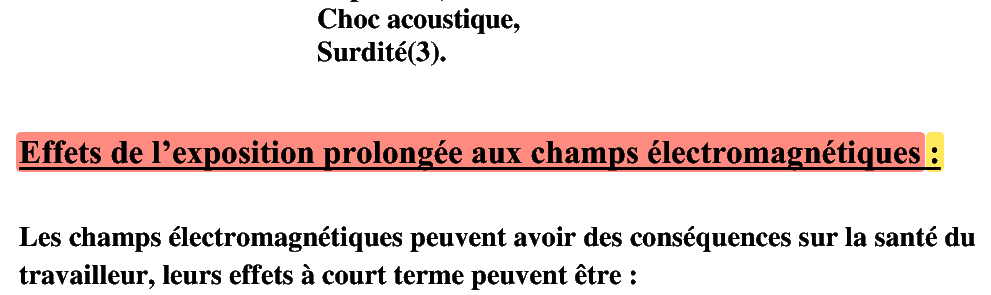 Choc acoustique,
Surdité(3).
Effets de l’exposition prolongée aux champs électromagnétiques :
Les champs électromagnétiques peuvent avoir des conséquences sur la santé du
travailleur, leurs effets à court terme peuvent être :